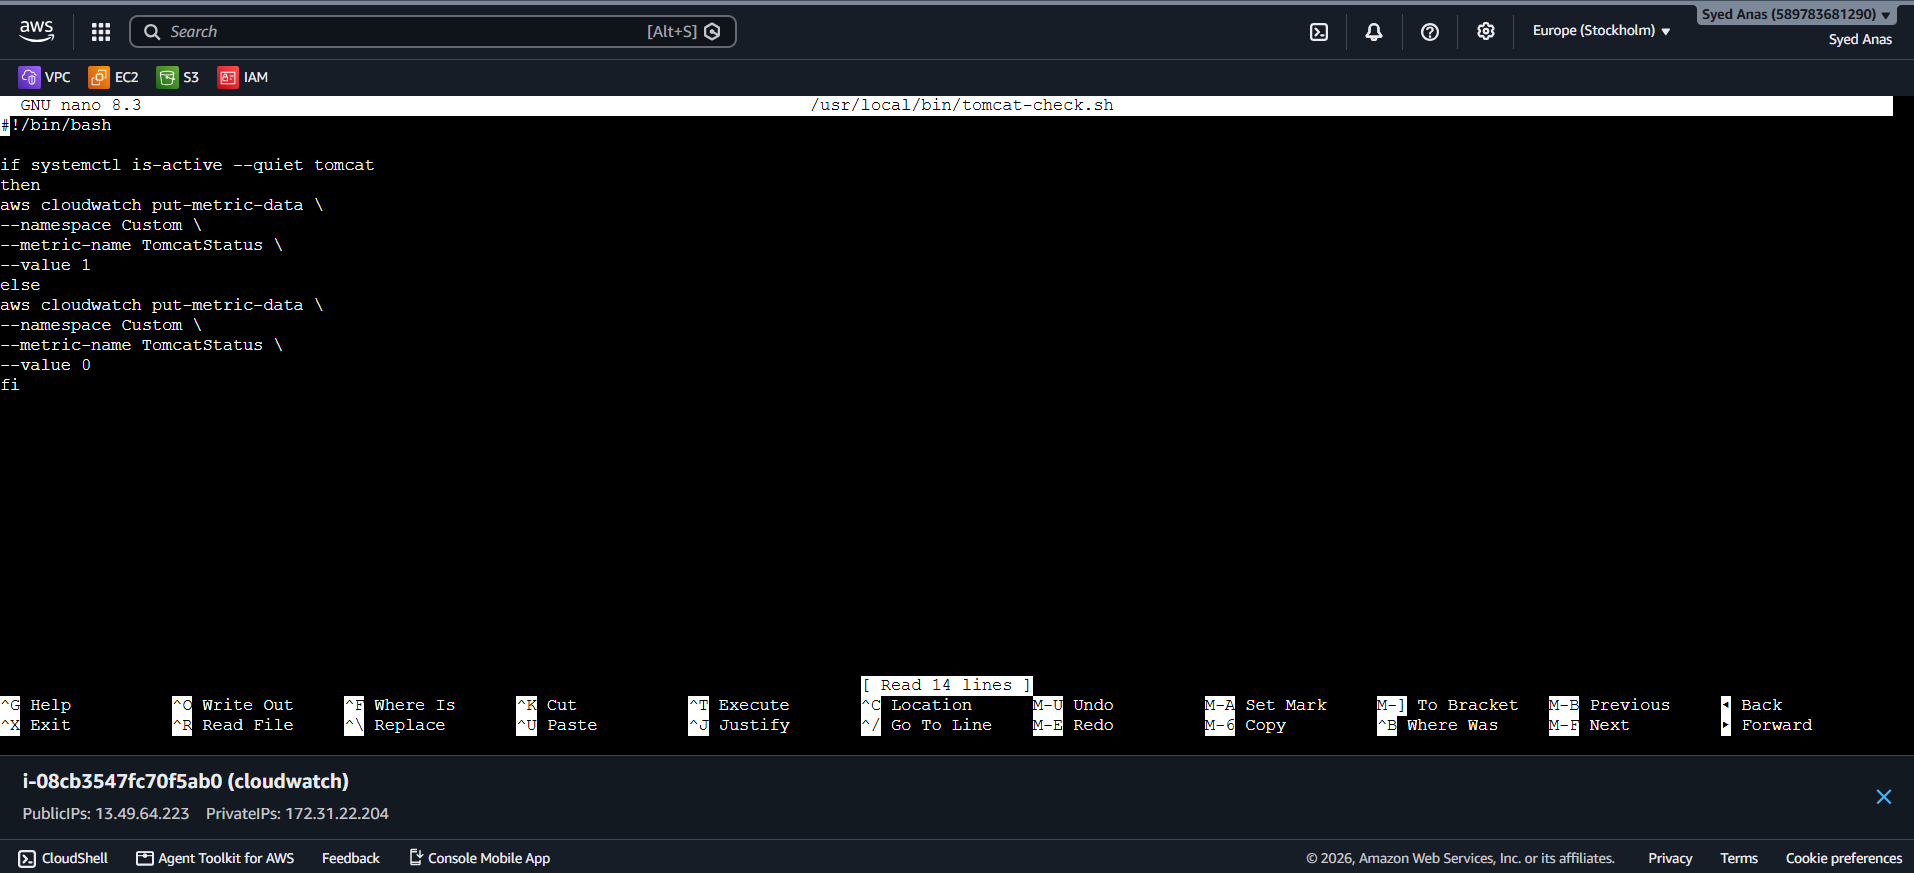 aws
Search [Alt+S]
Europe (Stockholm) ▼
Syed Anas (589783681290) ▼
Syed Anas
VPC EC2 S3 IAM
GNU nano 8.3 /usr/local/bin/tomcat-check.sh
#!/bin/bash
if systemctl is-active --quiet tomcat
then
aws cloudwatch put-metric-data \
--namespace Custom \
--metric-name TomcatStatus \
--value 1
else
aws cloudwatch put-metric-data \
--namespace Custom \
--metric-name TomcatStatus \
--value 0
fi
[ Read 14 lines ]
^G Help ^O Write Out ^F Where Is ^K Cut ^T Execute ^C Location M-U Undo M-A Set Mark M-] To Bracket M-B Previous ◂ Back
^X Exit ^R Read File ^\ Replace ^U Paste ^J Justify ^/ Go To Line M-E Redo M-6 Copy ^B Where Was M-F Next ▸ Forward
i-08cb3547fc70f5ab0 (cloudwatch)
PublicIPs: 13.49.64.223 PrivateIPs: 172.31.22.204
CloudShell Agent Toolkit for AWS Feedback Console Mobile App © 2026, Amazon Web Services, Inc. or its affiliates. Privacy Terms Cookie preferences